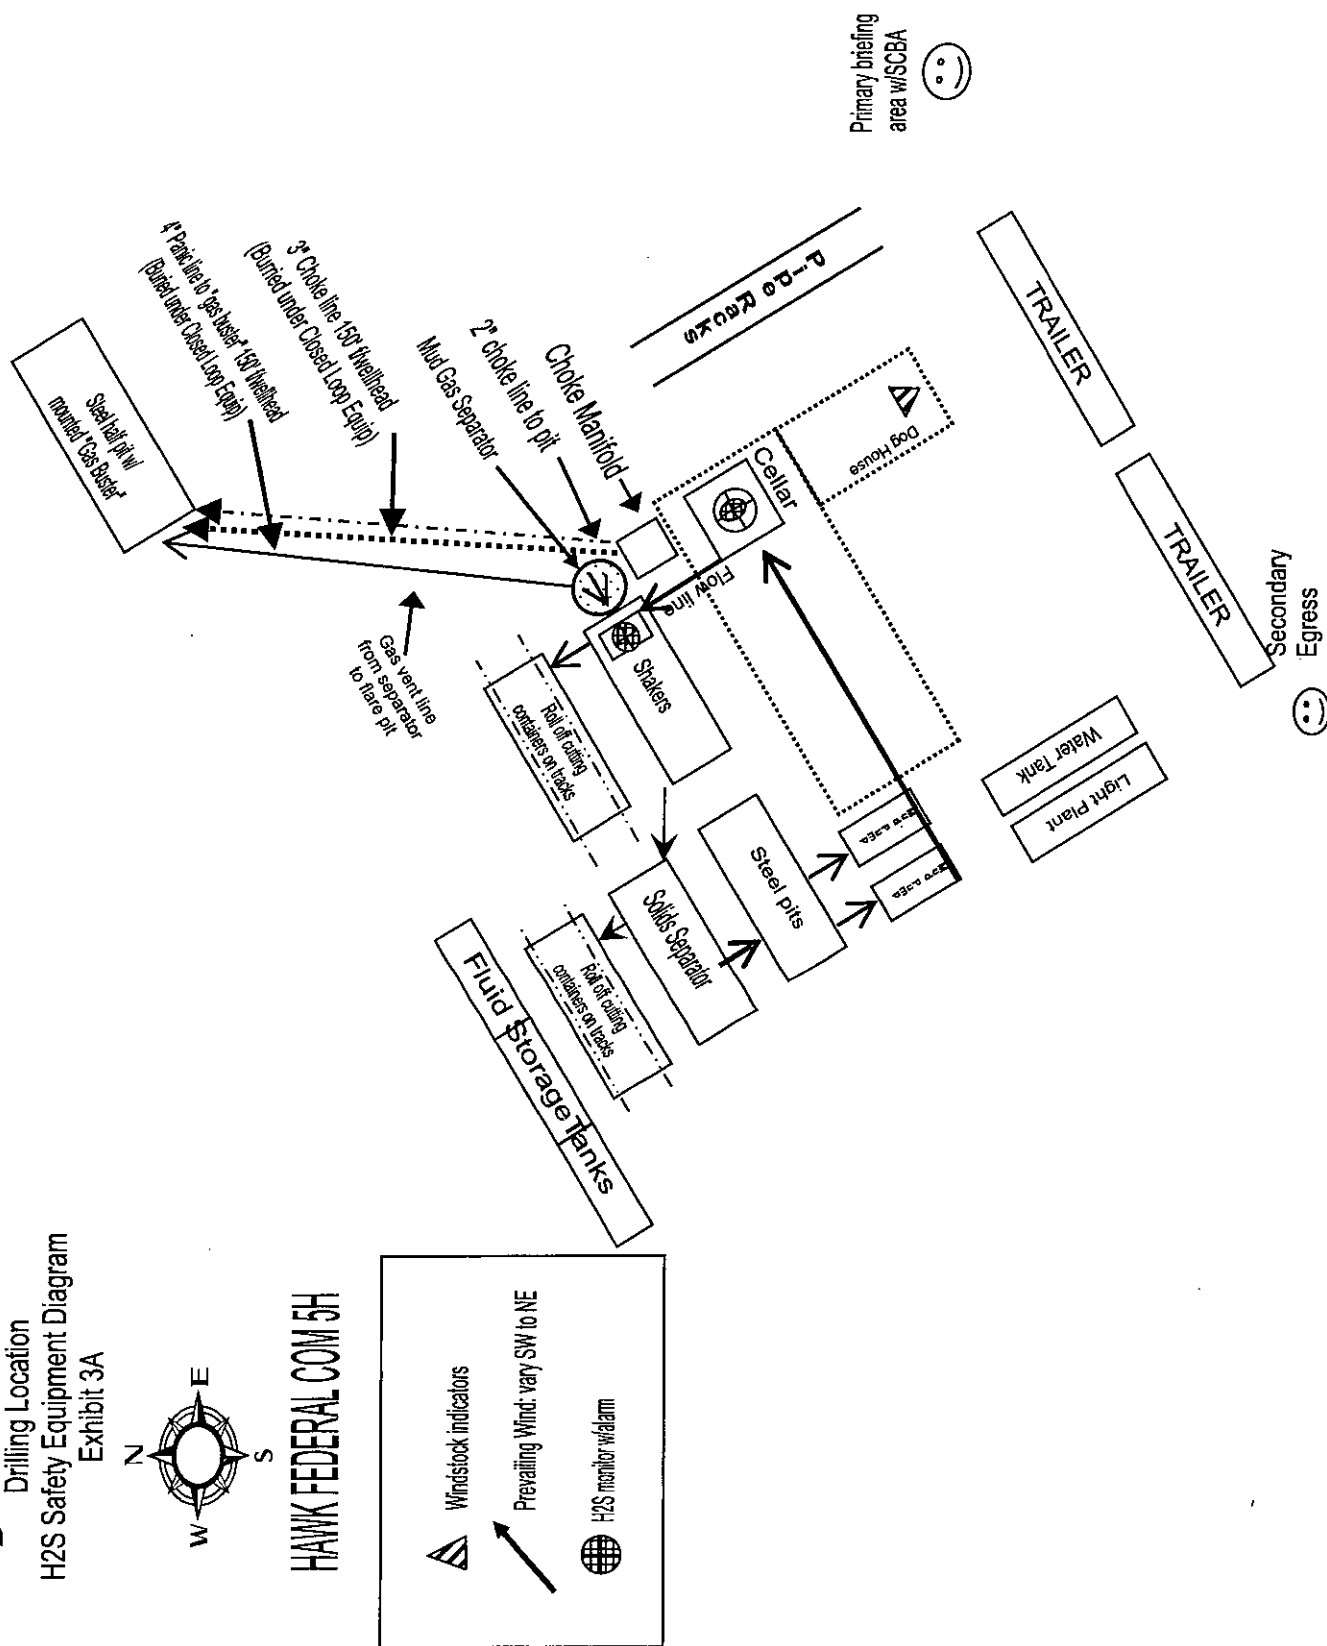 Drilling Location
H2S Safety Equipment Diagram
Exhibit 3A
N
W
E
S
HAWK FEDERAL COM 5H
Windstock indicators
Prevailing Wind: vary SW to NE
H2S monitor w/alarm
Primary briefing
area w/SCBA
4" Panic line to "gas buster" 150' f/wellhead
(Buried under Closed Loop Equip)
3" Choke line 150' f/wellhead
(Burried under Closed Loop Equip)
2" choke line to pit
Mud Gas Separator
Choke Manifold
Steel half pit w/
mounted "Gas Buster"
Pipe Racks
TRAILER
TRAILER
Dog House
Cellar
Flow line
Shakers
Gas vent line
from separator
to flare pit
Roll off cutting
containers on tracks
Solids Separator
Steel pits
Roll off cutting
containers on tracks
Fluid Storage Tanks
Water Tank
Light Plant
Secondary
Egress